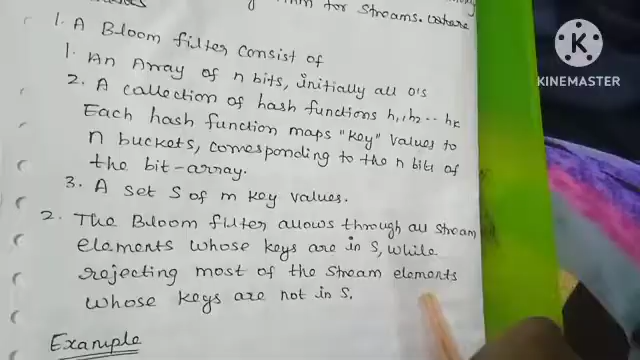 for Streams. where
1. A Bloom filter consist of
1. An Array of n bits, initially all 0's
2. A collection of hash functions h1, h2 -- hk
Each hash function maps "key" values to
n buckets, corresponding to the n bits of
the bit-array.
3. A set S of m key values.
2. The Bloom filter allows through all stream
elements whose keys are in S, while
rejecting most of the stream elements
whose keys are not in S.
Example
K
KINEMASTER